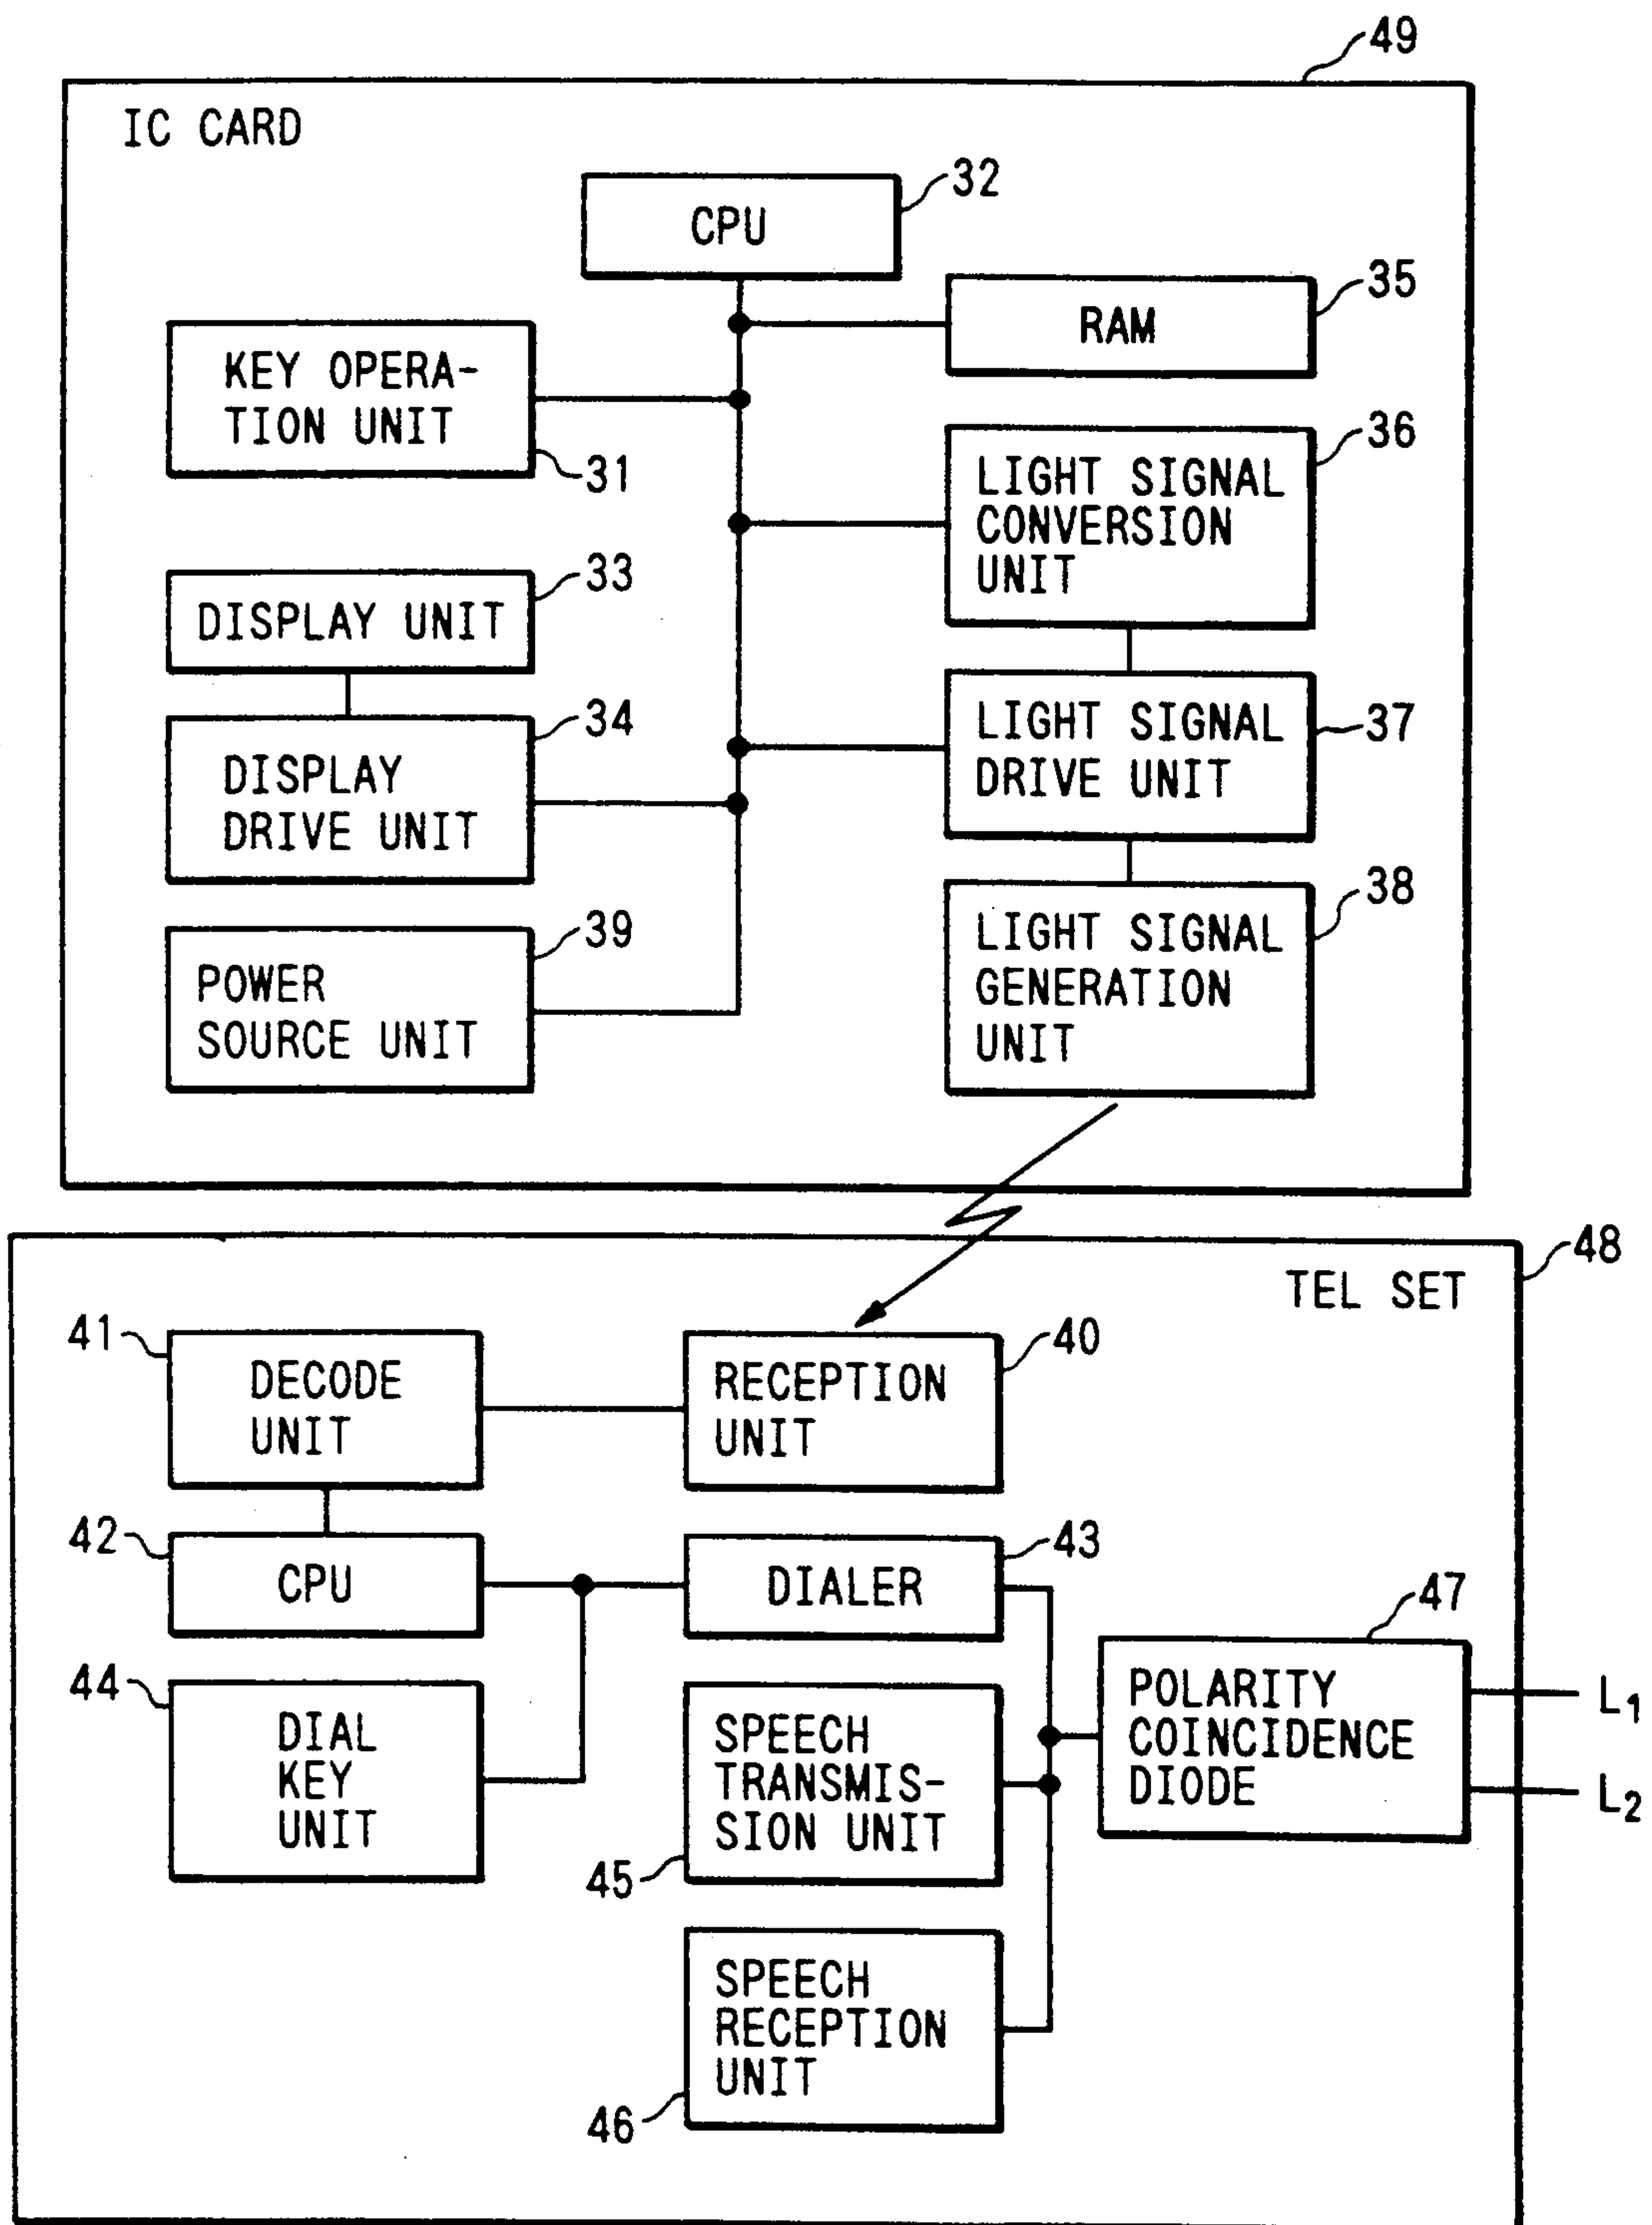 49
IC CARD
32
CPU
35
RAM
KEY OPERA-
TION UNIT
31
36
LIGHT SIGNAL
CONVERSION
UNIT
33
DISPLAY UNIT
34
DISPLAY
DRIVE UNIT
37
LIGHT SIGNAL
DRIVE UNIT
39
POWER
SOURCE UNIT
38
LIGHT SIGNAL
GENERATION
UNIT
48
TEL SET
41
DECODE
UNIT
40
RECEPTION
UNIT
42
CPU
43
DIALER
44
DIAL
KEY
UNIT
SPEECH
TRANSMIS-
SION UNIT
45
47
POLARITY
COINCIDENCE
DIODE
L1
L2
SPEECH
RECEPTION
UNIT
46